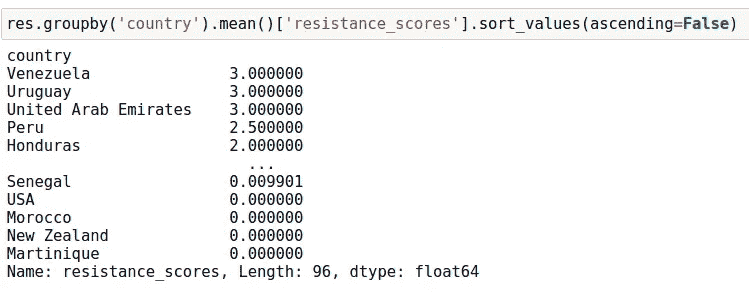 res.groupby('country').mean()['resistance_scores'].sort_values(ascending=False)
country
Venezuela 3.000000
Uruguay 3.000000
United Arab Emirates 3.000000
Peru 2.500000
Honduras 2.000000
...
Senegal 0.009901
USA 0.000000
Morocco 0.000000
New Zealand 0.000000
Martinique 0.000000
Name: resistance_scores, Length: 96, dtype: float64